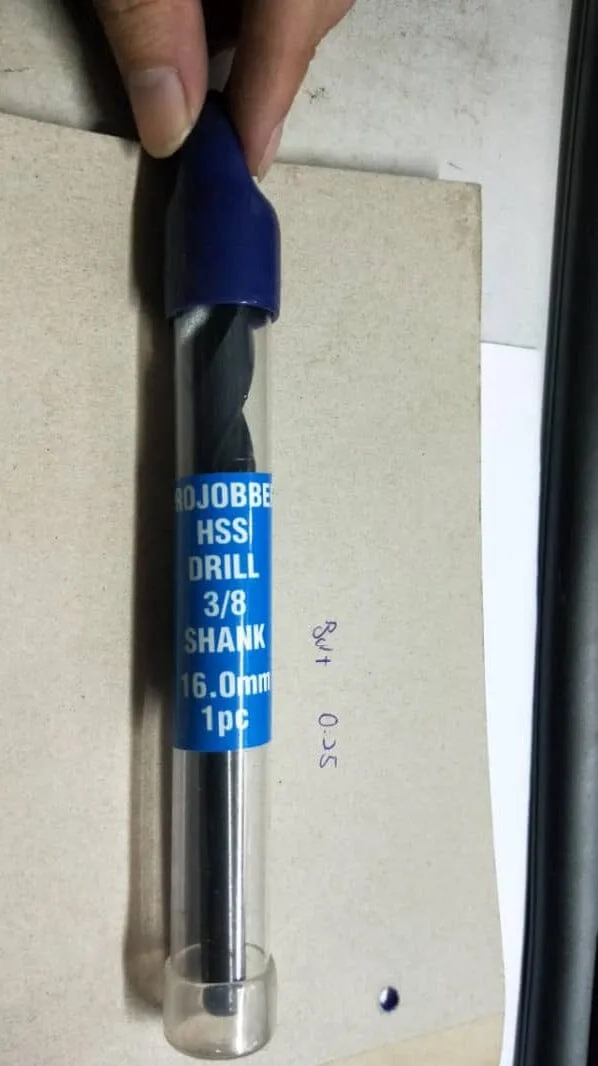 ROJOBBE
HSS
DRILL
3/8
SHANK
16.0mm
1pc
0.25